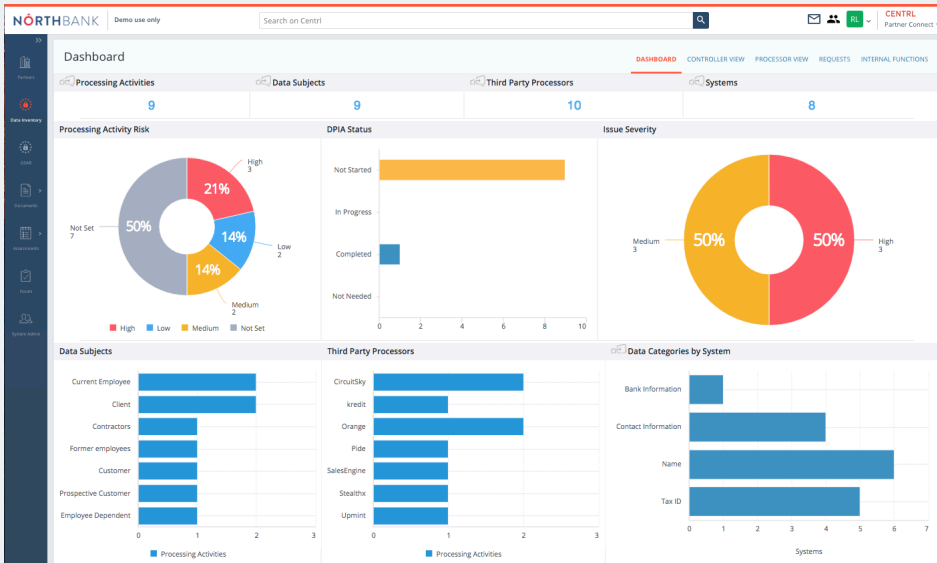 NÖRTHBANK
Demo use only
Search on Centrl
RL
CENTRL
Partner Connect
Partners
Data Inventory
DSAR
Documents
Assessments
Issues
System Admin
Dashboard
DASHBOARD
CONTROLLER VIEW
PROCESSOR VIEW
REQUESTS
INTERNAL FUNCTIONS
Processing Activities
Data Subjects
Third Party Processors
Systems
9
9
10
8
Processing Activity Risk
High
3
21%
Not Set
7
50%
14%
Low
2
14%
Medium
2
High
Low
Medium
Not Set
DPIA Status
Not Started
In Progress
Completed
Not Needed
0 2 4 6 8 10
Issue Severity
Medium
3
50%
50%
High
3
Data Subjects
Current Employee
Client
Contractors
Former employees
Customer
Prospective Customer
Employee Dependent
0 1 2 3
Processing Activities
Third Party Processors
CircuitSky
kredit
Orange
Pide
SalesEngine
Stealthx
Upmint
0 1 2 3
Processing Activities
Data Categories by System
Bank Information
Contact Information
Name
Tax ID
0 1 2 3 4 5 6 7
Systems